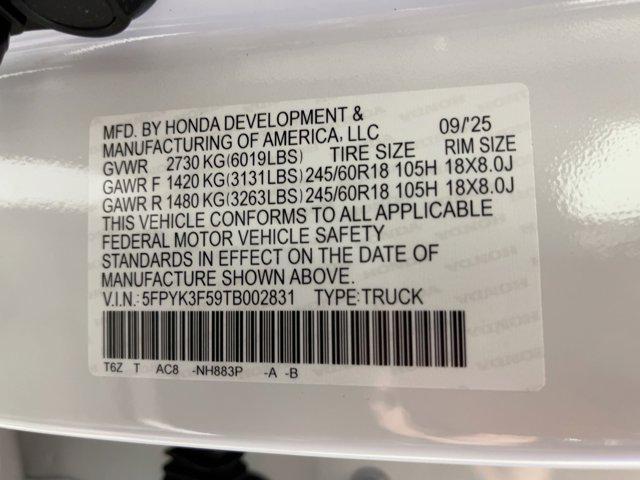 MFD. BY HONDA DEVELOPMENT &
MANUFACTURING OF AMERICA, LLC 09/'25
GVWR 2730 KG(6019LBS) TIRE SIZE RIM SIZE
GAWR F 1420 KG(3131LBS) 245/60R18 105H 18X8.0J
GAWR R 1480 KG(3263LBS) 245/60R18 105H 18X8.0J
THIS VEHICLE CONFORMS TO ALL APPLICABLE
FEDERAL MOTOR VEHICLE SAFETY
STANDARDS IN EFFECT ON THE DATE OF
MANUFACTURE SHOWN ABOVE.
V.I.N.: 5FPYK3F59TB002831 TYPE:TRUCK
T6Z T AC8 -NH883P -A -B